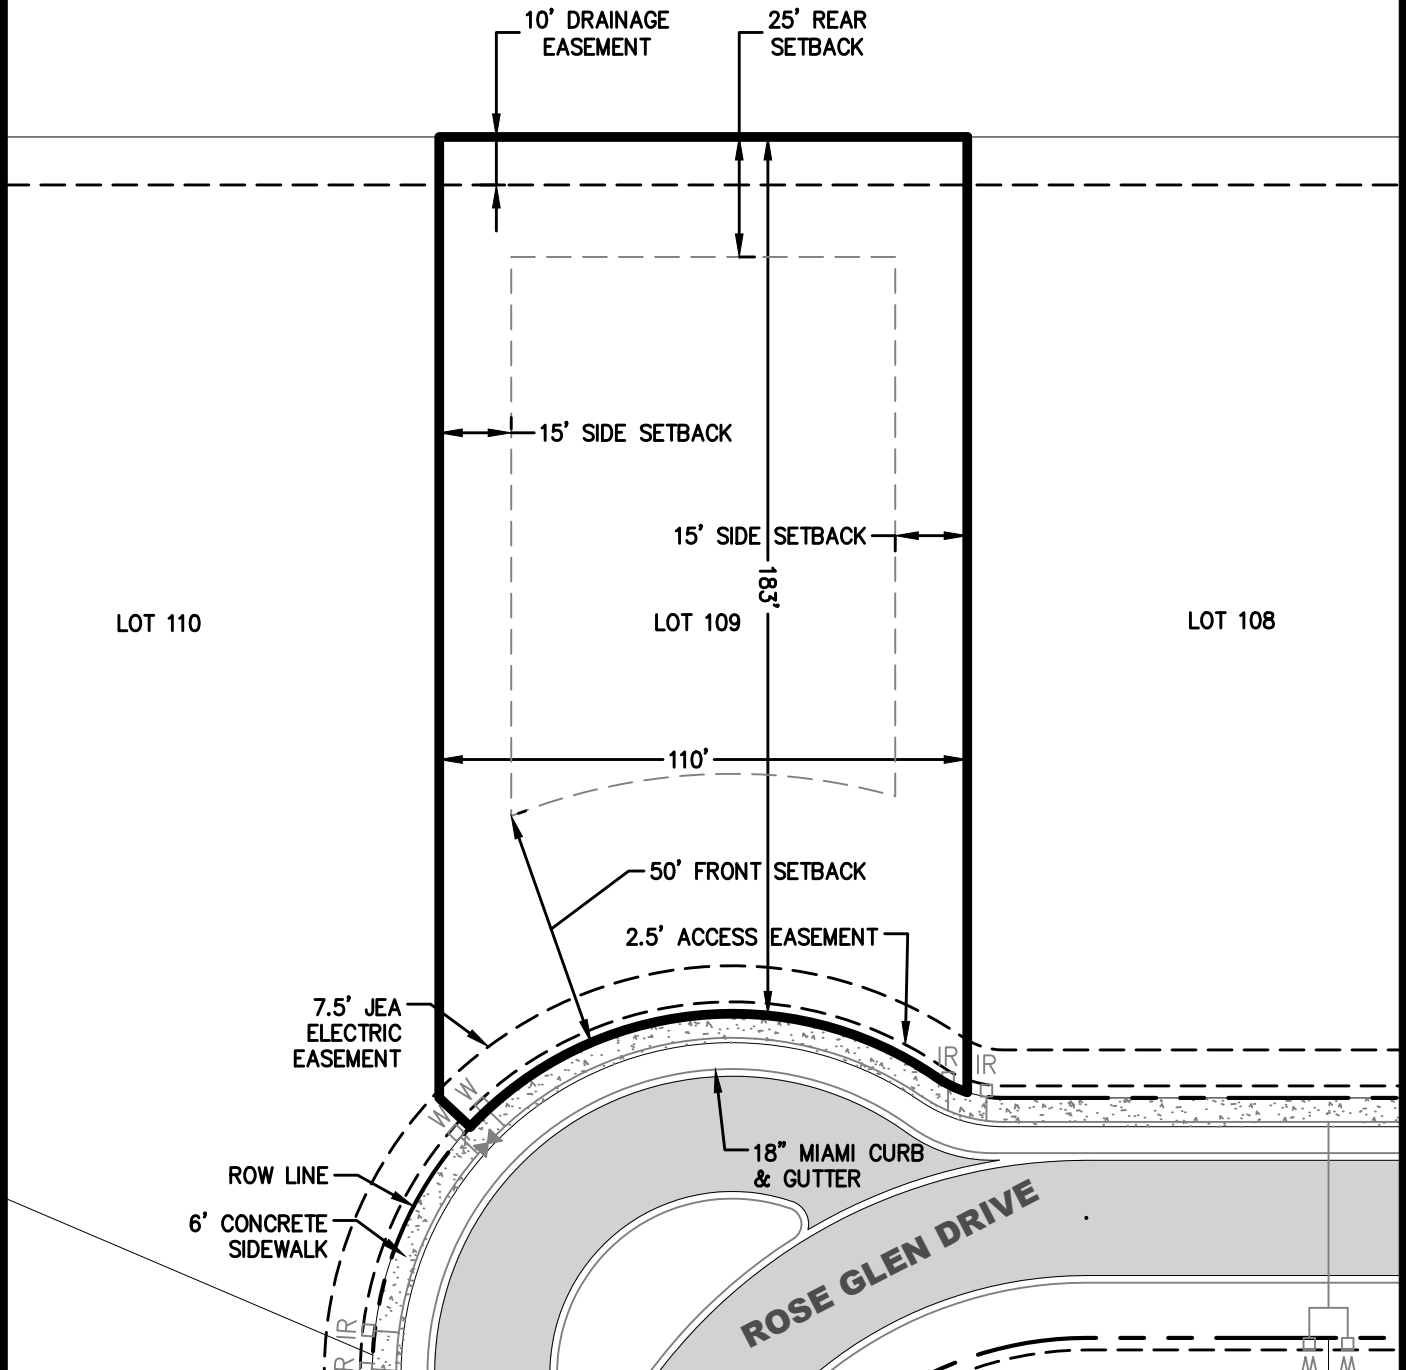 10' DRAINAGE
EASEMENT
25' REAR
SETBACK
15' SIDE SETBACK
15' SIDE SETBACK
183'
LOT 110
LOT 109
LOT 108
110'
50' FRONT SETBACK
2.5' ACCESS EASEMENT
7.5' JEA
ELECTRIC
EASEMENT
IR
IR
W
W
18" MIAMI CURB
& GUTTER
ROW LINE
6' CONCRETE
SIDEWALK
ROSE GLEN DRIVE
IR
R
W
W